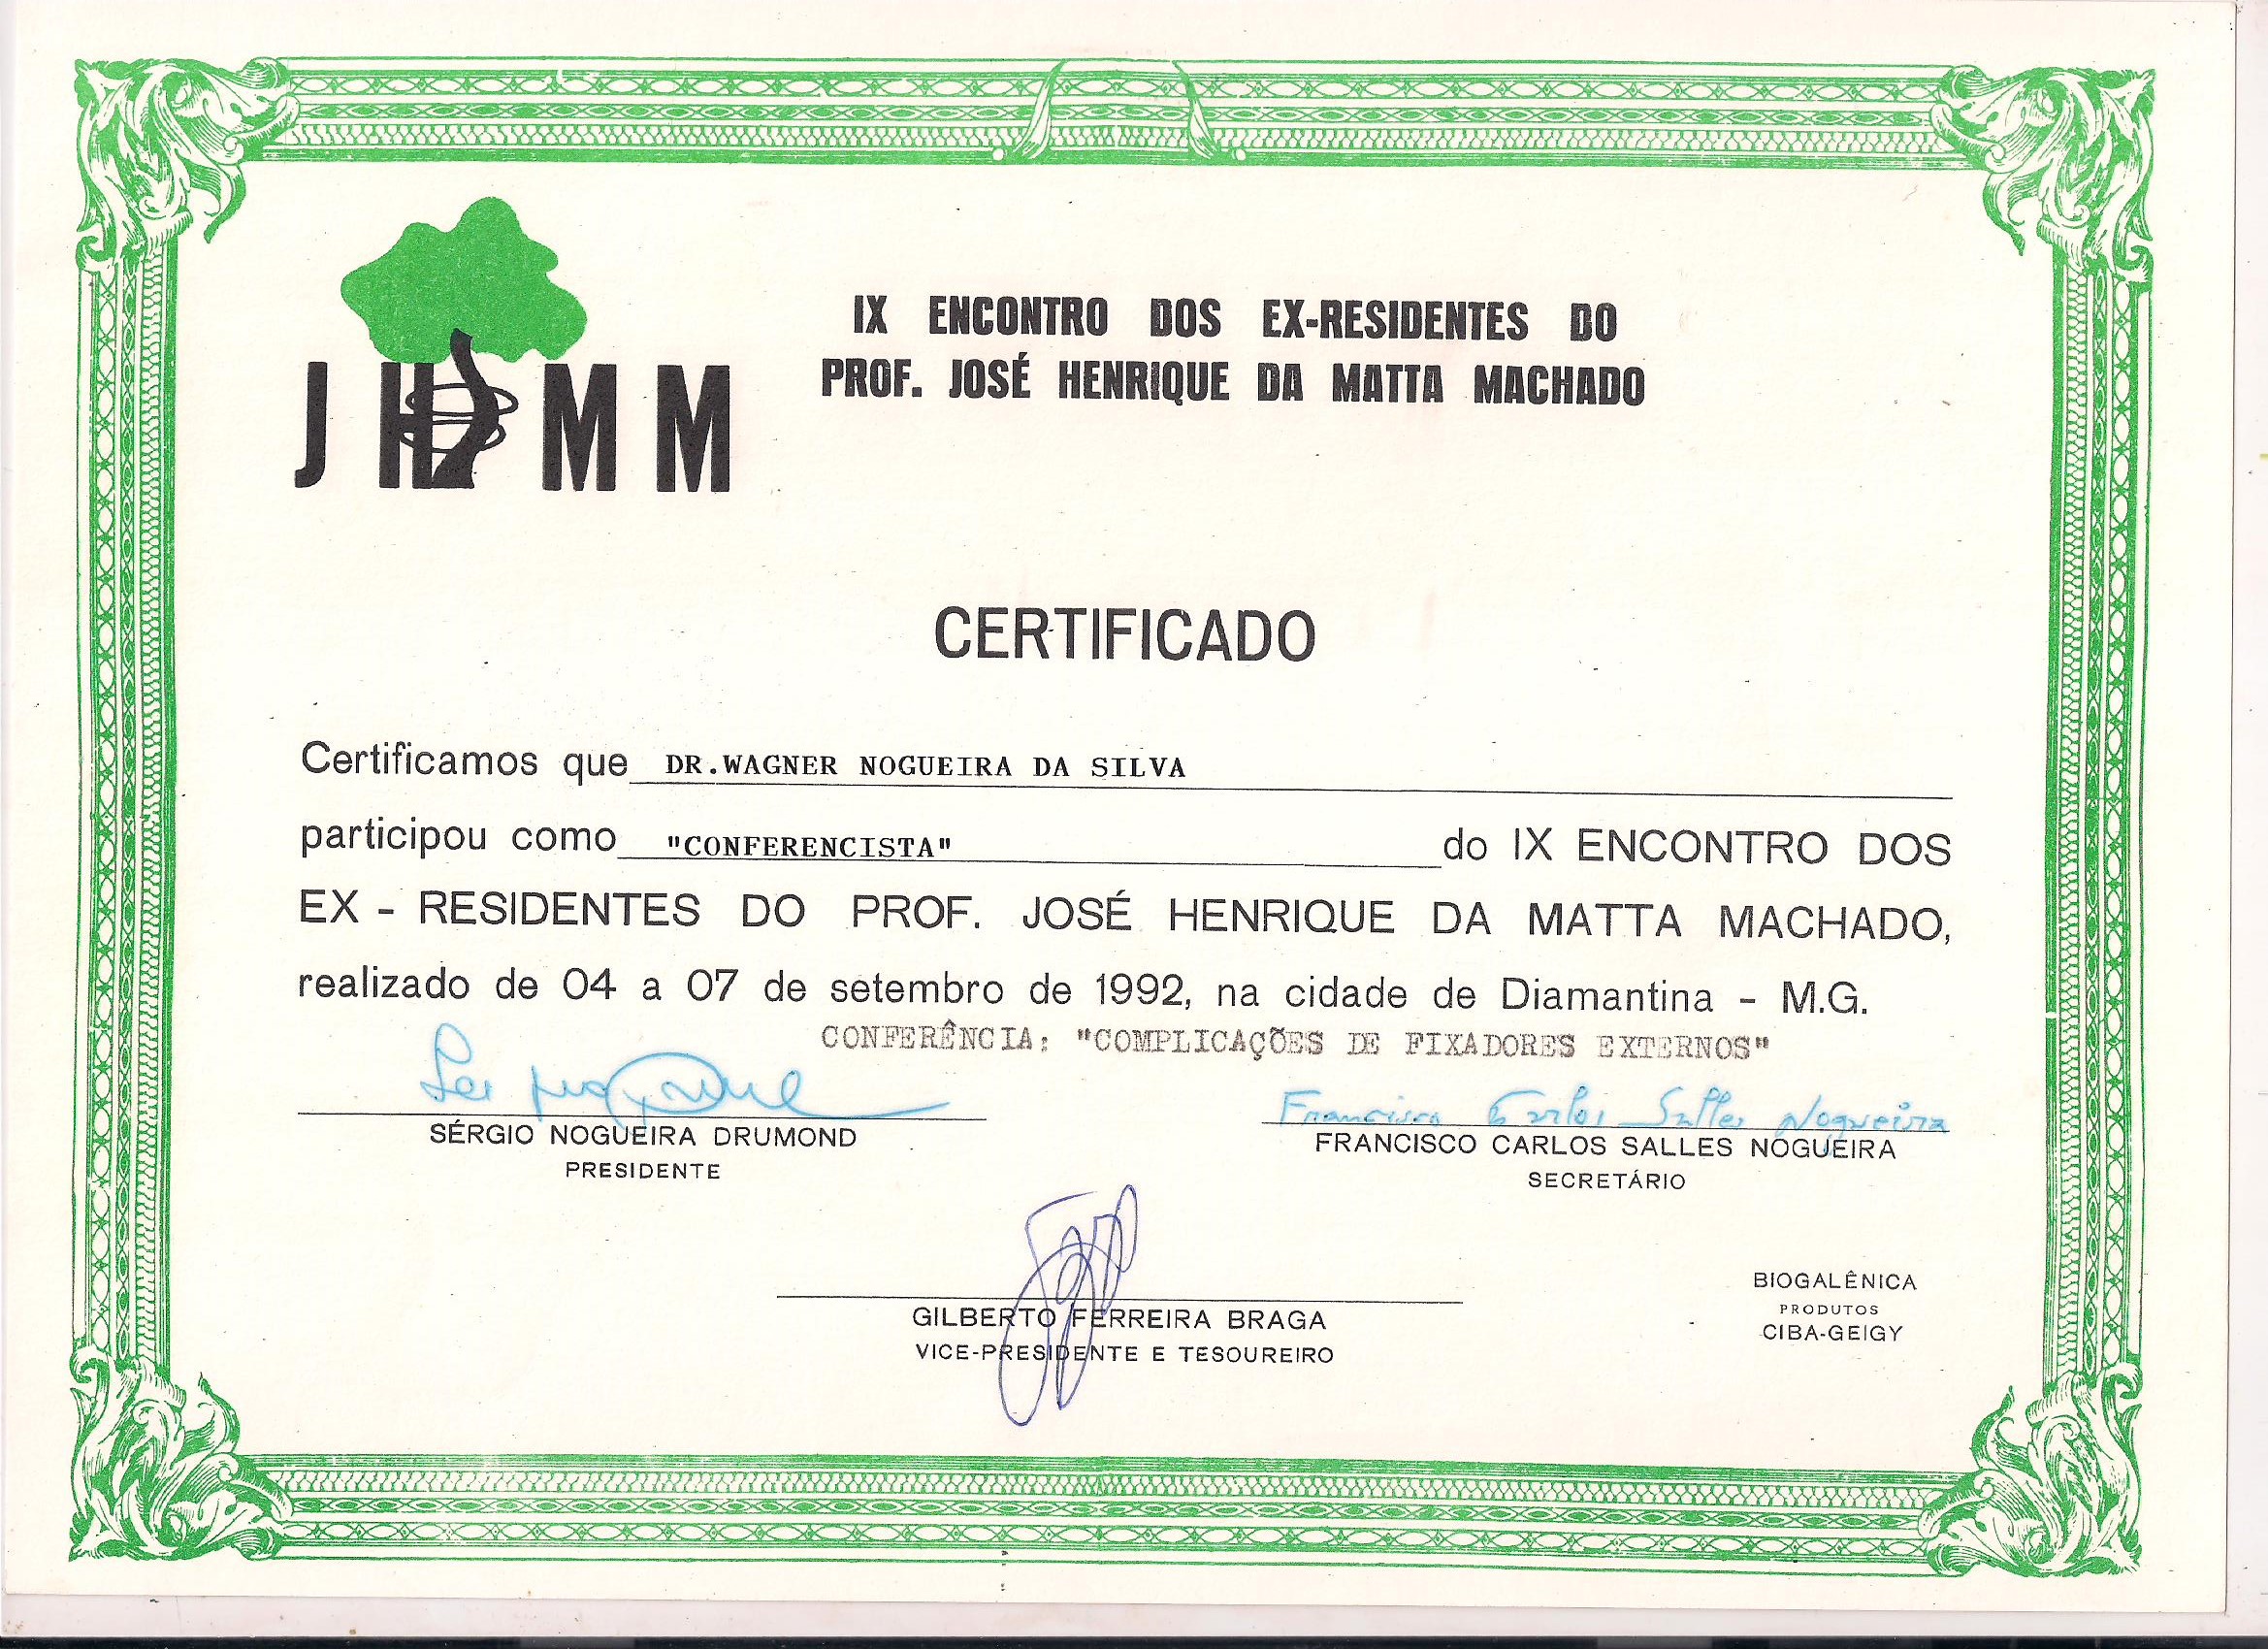 IX ENCONTRO DOS EX-RESIDENTES DO
PROF. JOSÉ HENRIQUE DA MATTA MACHADO
J H M M
CERTIFICADO
Certificamos que DR.WAGNER NOGUEIRA DA SILVA
participou como "CONFERENCISTA" do IX ENCONTRO DOS
EX - RESIDENTES DO PROF. JOSÉ HENRIQUE DA MATTA MACHADO,
realizado de 04 a 07 de setembro de 1992, na cidade de Diamantina - M.G.
CONFERÊNCIA: "COMPLICAÇÕES DE FIXADORES EXTERNOS"
Francisco Carlos Salles Nogueira
SÉRGIO NOGUEIRA DRUMOND
PRESIDENTE
FRANCISCO CARLOS SALLES NOGUEIRA
SECRETÁRIO
GILBERTO FERREIRA BRAGA
VICE-PRESIDENTE E TESOUREIRO
BIOGALÊNICA
PRODUTOS
CIBA-GEIGY